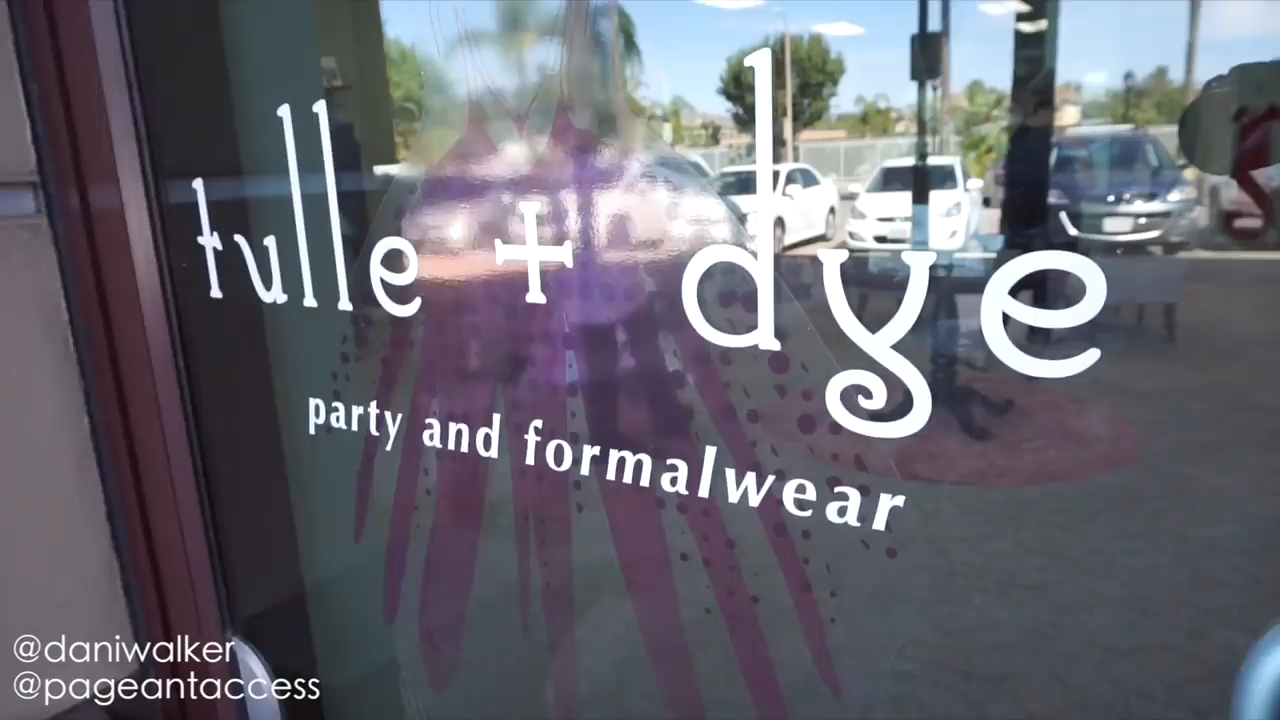 tulle + dye
party and formalwear
@daniwalker
@pageantaccess